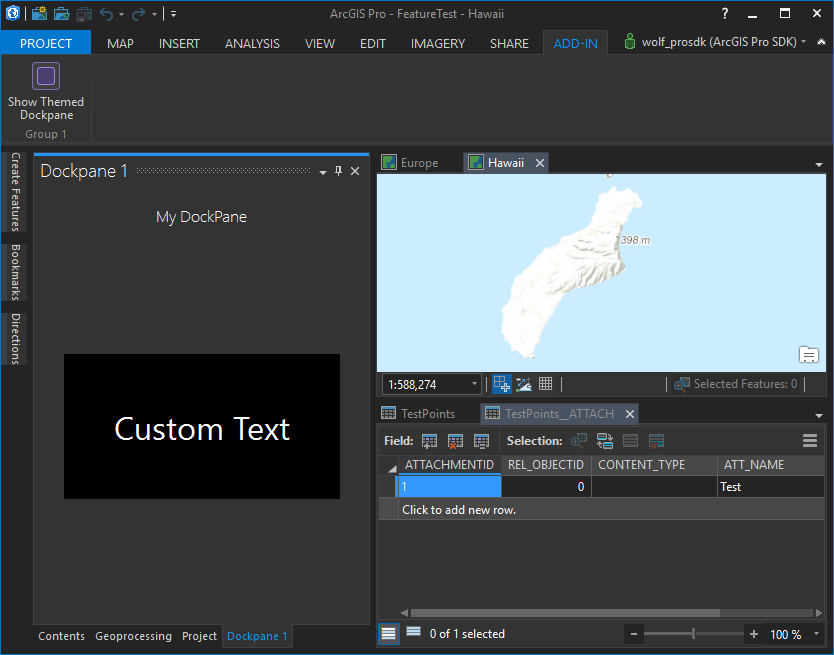 ArcGIS Pro - FeatureTest - Hawaii
?
PROJECT MAP INSERT ANALYSIS VIEW EDIT IMAGERY SHARE ADD-IN wolf_prosdk (ArcGIS Pro SDK)
Show Themed
Dockpane
Group 1
Create Features
Bookmarks
Directions
Dockpane 1
My DockPane
Custom Text
Contents Geoprocessing Project Dockpane 1
Europe Hawaii
398 m
1:588,274
Selected Features: 0
TestPoints TestPoints__ATTACH
Field: Selection:
ATTACHMENTID REL_OBJECTID CONTENT_TYPE ATT_NAME
1 0 Test
Click to add new row.
0 of 1 selected
100 %